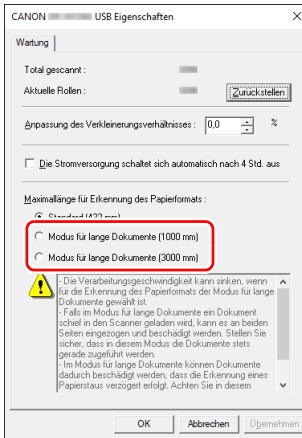 CANON USB Eigenschaften
Wartung
Total gescannt :
Aktuelle Rollen :
Zurückstellen
Anpassung des Verkleinerungsverhältnisses : 0,0 %
Die Stromversorgung schaltet sich automatisch nach 4 Std. aus
Maximallänge für Erkennung des Papierformats :
Standard (432 mm)
Modus für lange Dokumente (1000 mm)
Modus für lange Dokumente (3000 mm)
- Die Verarbeitungsgeschwindigkeit kann sinken, wenn
für die Erkennung des Papierformats der Modus für lange
Dokumente gewählt ist.
- Falls im Modus für lange Dokumente ein Dokument
schief in den Scanner geladen wird, kann es an beiden
Seiten eingezogen und beschädigt werden. Stellen Sie
sicher, dass in diesem Modus die Dokumente stets
gerade zugeführt werden.
- Im Modus für lange Dokumente können Dokumente
dadurch beschädigt werden, dass die Erkennung eines
Papierstaus verzögert erfolgt. Achten Sie in diesem
OK Abbrechen Übernehmen